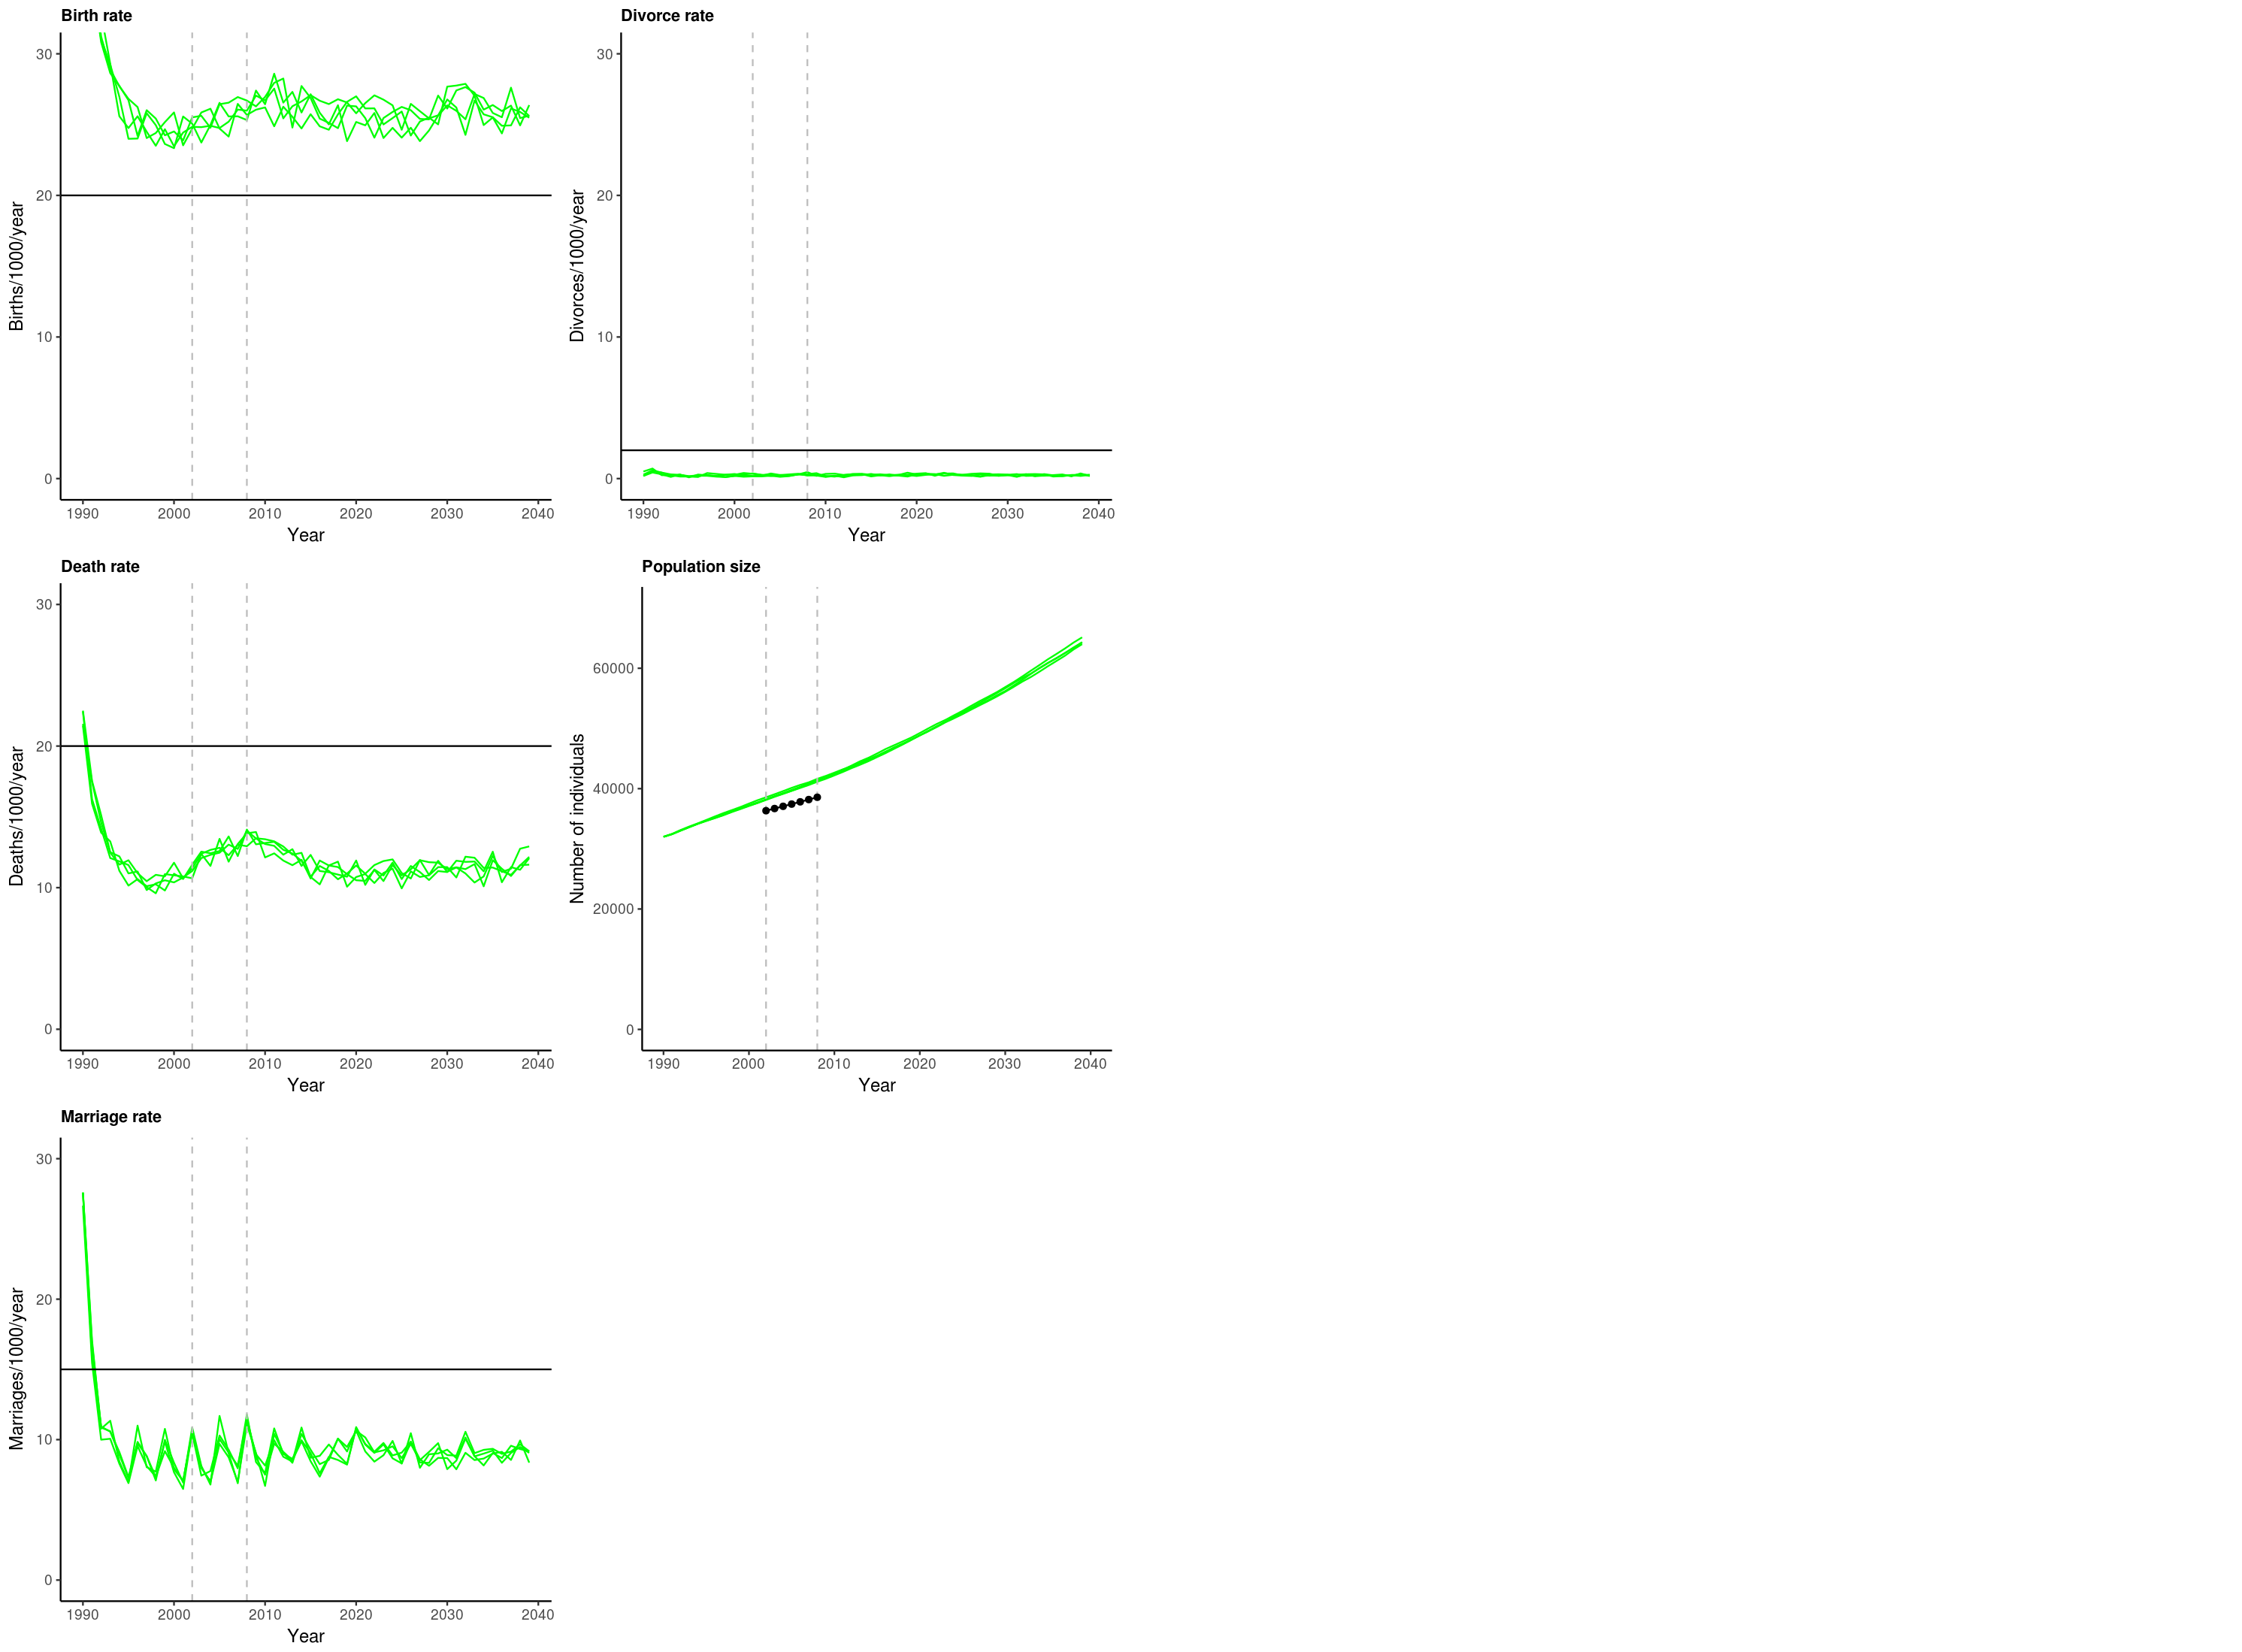 Birth rate
30
20
10
0
Births/1000/year
1990 2000 2010 2020 2030 2040
Year
Divorce rate
30
20
10
0
Divorces/1000/year
1990 2000 2010 2020 2030 2040
Year
Death rate
30
20
10
0
Deaths/1000/year
1990 2000 2010 2020 2030 2040
Year
Population size
60000
40000
20000
0
Number of individuals
1990 2000 2010 2020 2030 2040
Year
Marriage rate
30
20
10
0
Marriages/1000/year
1990 2000 2010 2020 2030 2040
Year